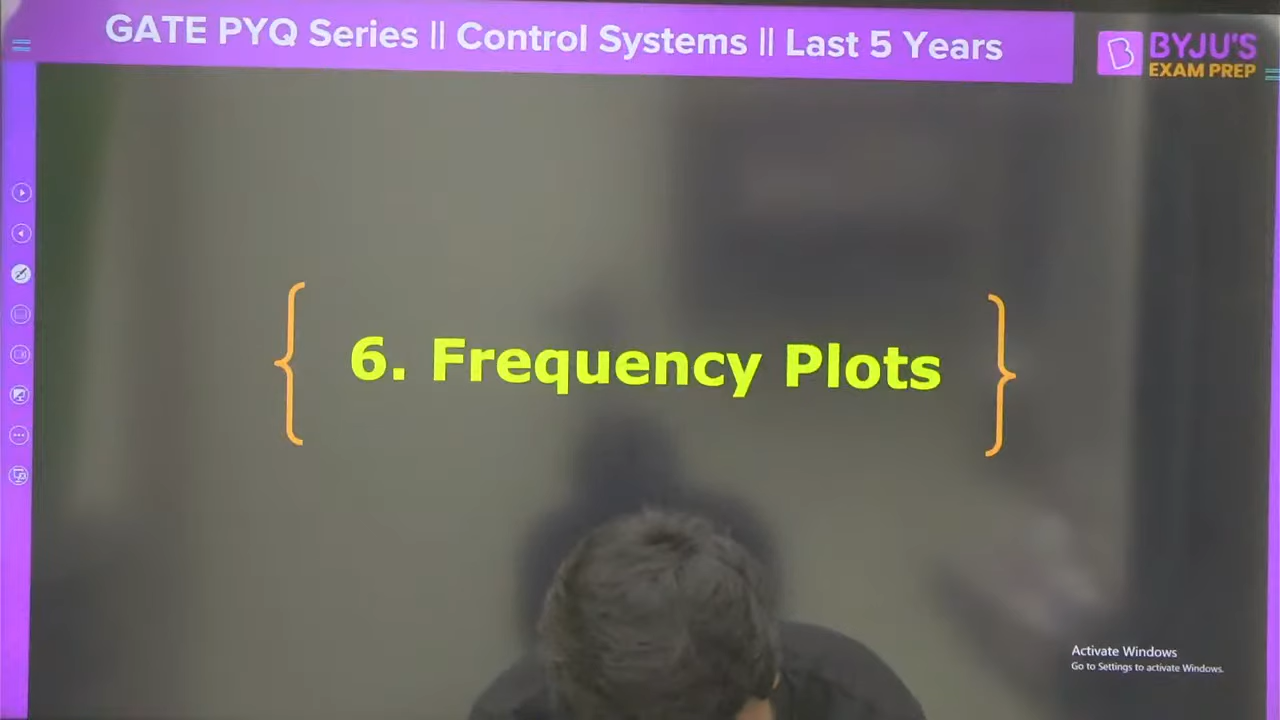 GATE PYQ Series || Control Systems || Last 5 Years
BYJU'S
EXAM PREP
6. Frequency Plots
Activate Windows
Go to Settings to activate Windows.